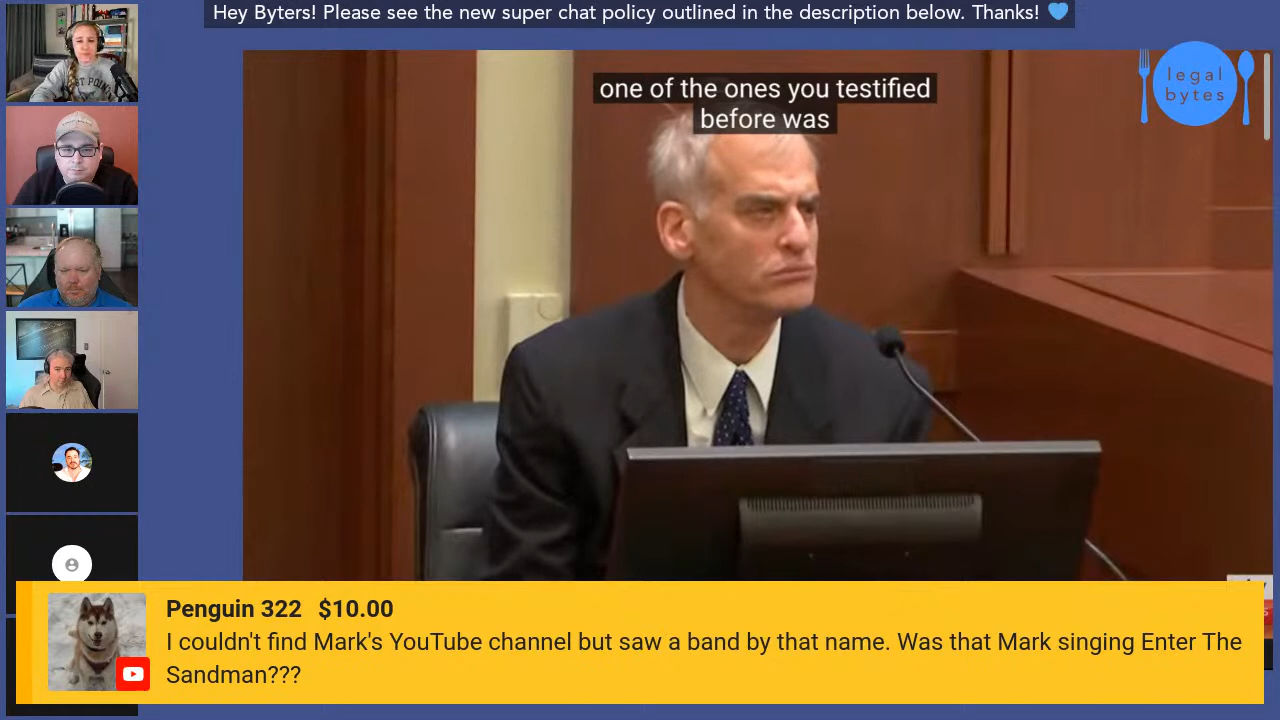 Hey Byters! Please see the new super chat policy outlined in the description below. Thanks! 💙
legal
bytes
one of the ones you testified
before was
Penguin 322 $10.00
I couldn't find Mark's YouTube channel but saw a band by that name. Was that Mark singing Enter The
Sandman???